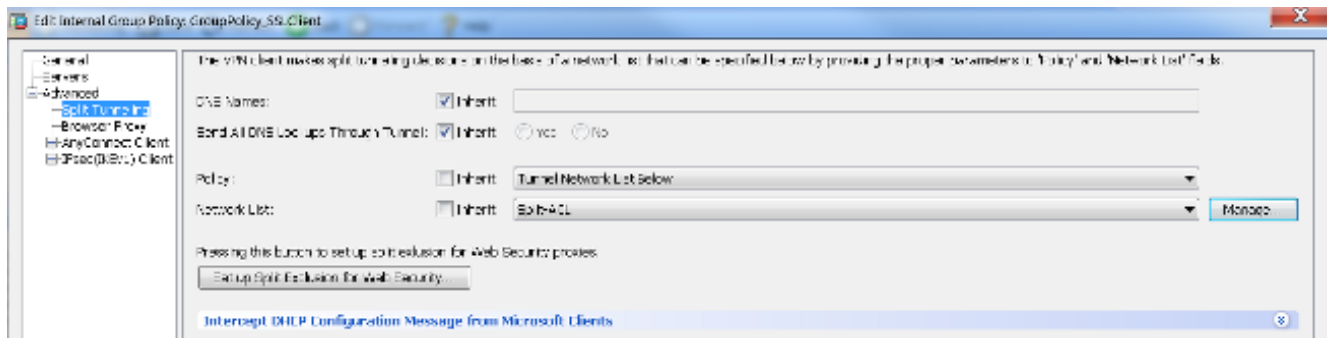 Edit Internal Group Policy: GroupPolicy_SSLClient
General
Servers
Advanced
Split Tunneling
Browser Proxy
AnyConnect Client
IPsec(IKEv1) Client
The VPN client makes split tunneling decisions on the basis of a network list that can be specified below by providing the proper parameters to 'Policy' and 'Network List' fields.
DNS Names: Inherit
Send All DNS Lookups Through Tunnel: Inherit Yes No
Policy: Inherit Tunnel Network List Below
Network List: Inherit Split-ACL Manage...
Pressing this button to set up split exlusion for Web Security proxies.
Set up Split Exclusion for Web Security...
Intercept DHCP Configuration Message from Microsoft Clients